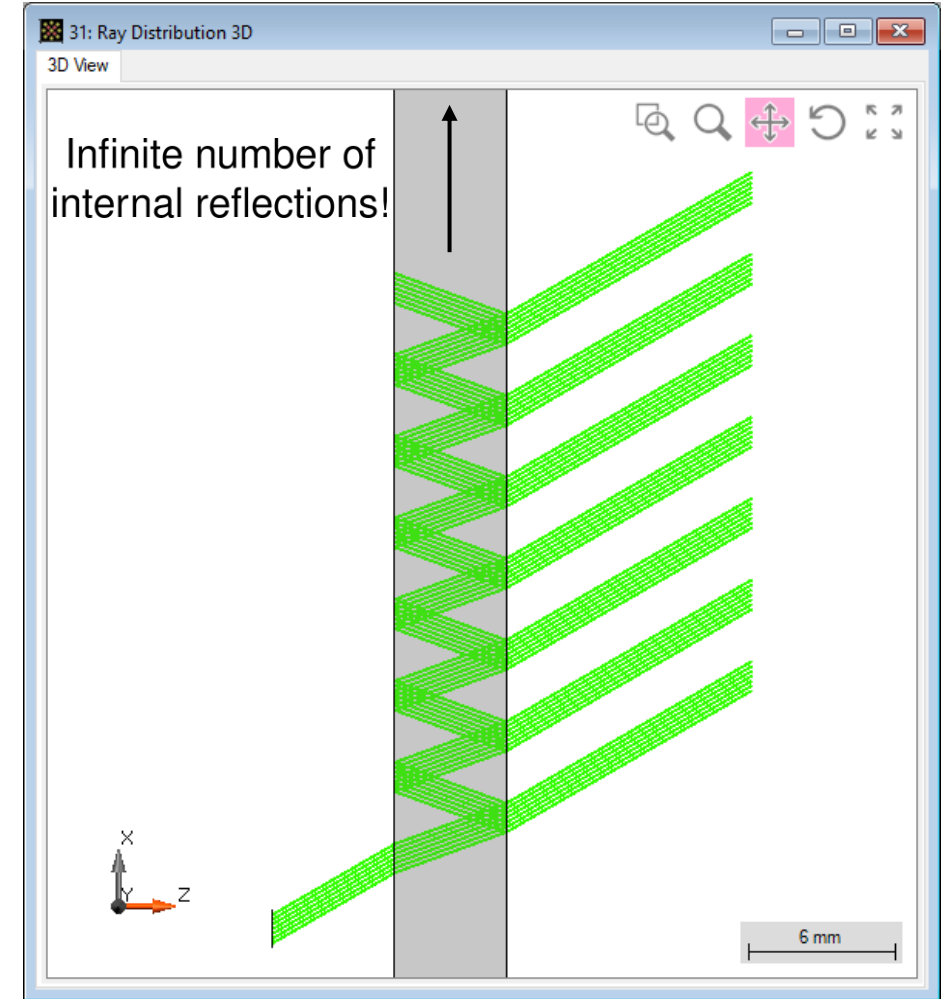 31: Ray Distribution 3D
3D View
Infinite number of
internal reflections!
X
Y
Z
6 mm